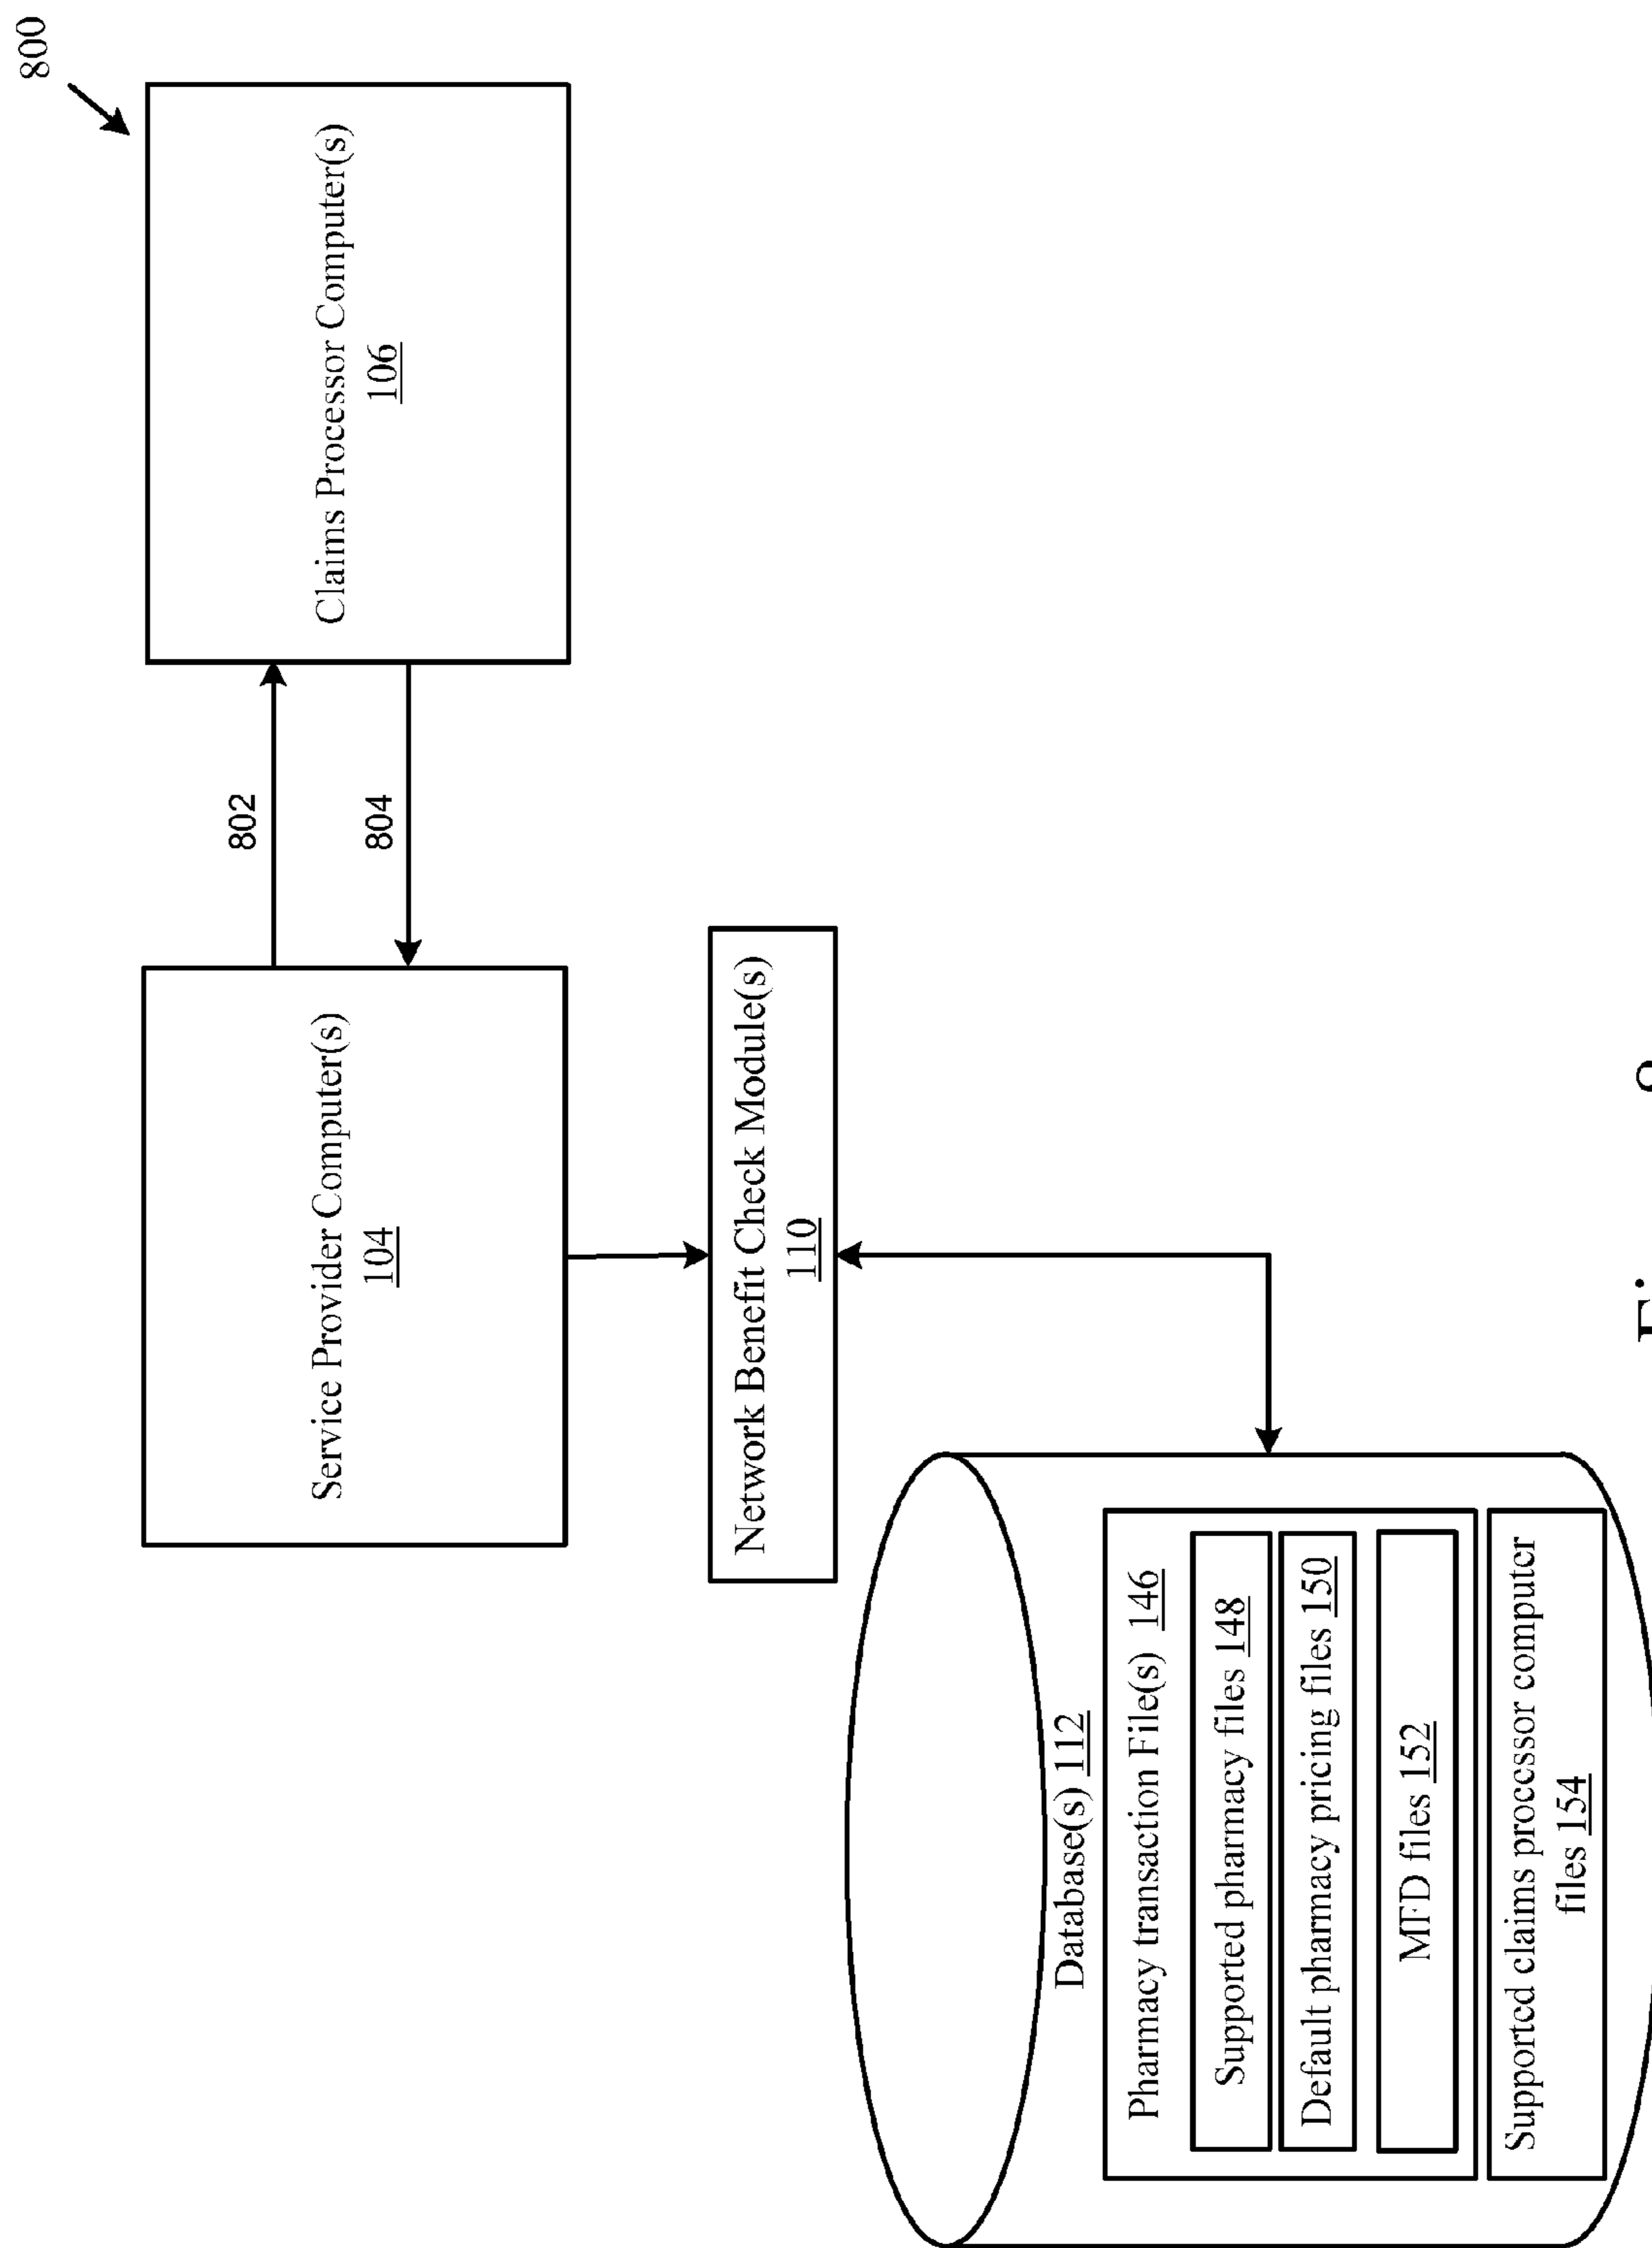 800
Service Provider Computer(s)
104
802
804
Claims Processor Computer(s)
106
Network Benefit Check Module(s)
110
Database(s) 112
Pharmacy transaction File(s) 146
Supported pharmacy files 148
Default pharmacy pricing files 150
MFD files 152
Supported claims processor computer
files 154